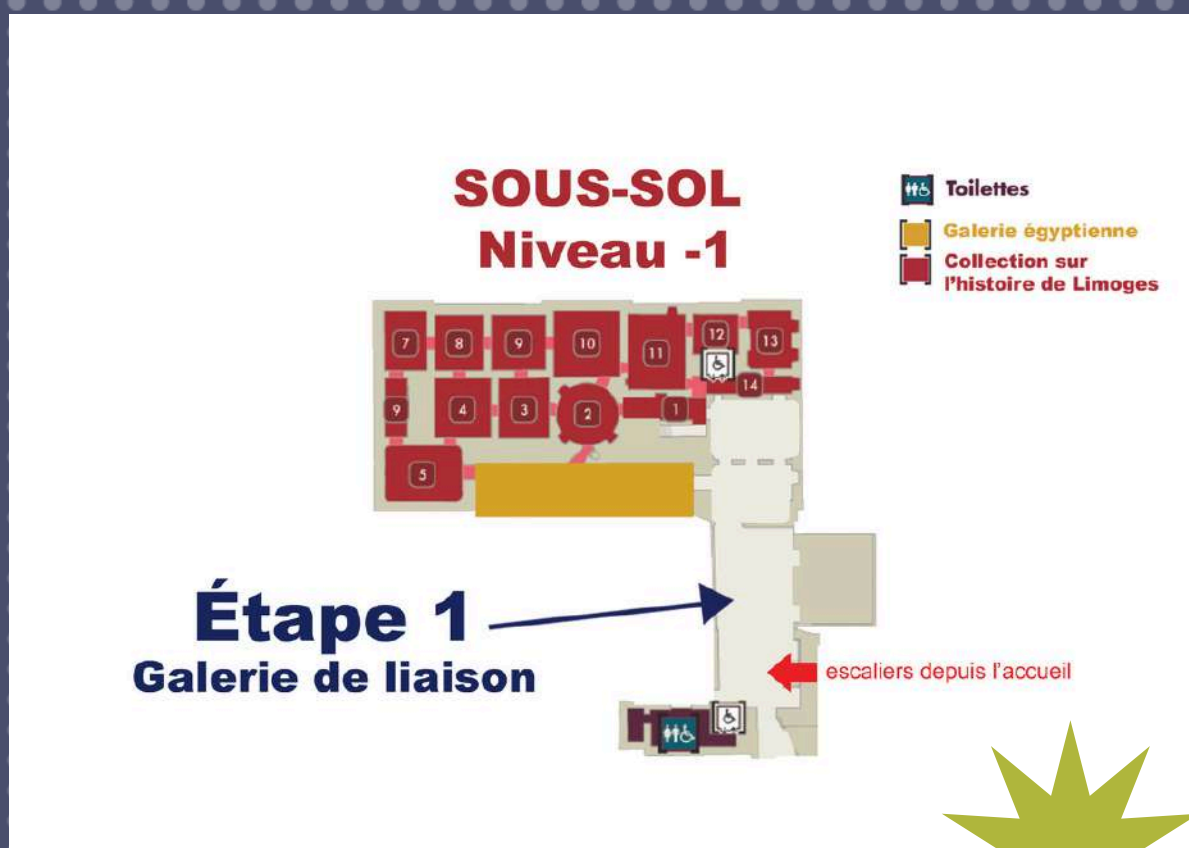 SOUS-SOL
Niveau -1
Toilettes
Galerie égyptienne
Collection sur
l'histoire de Limoges
7
8
9
10
11
12
13
9
4
3
2
1
14
5
Étape 1
Galerie de liaison
escaliers depuis l'accueil